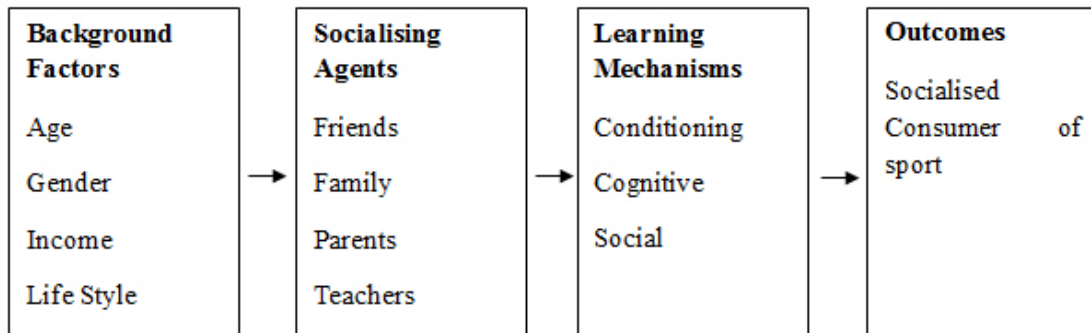 Background
Factors
Age
Gender
Income
Life Style
Socialising
Agents
Friends
Family
Parents
Teachers
Learning
Mechanisms
Conditioning
Cognitive
Social
Outcomes
Socialised
Consumer of
sport